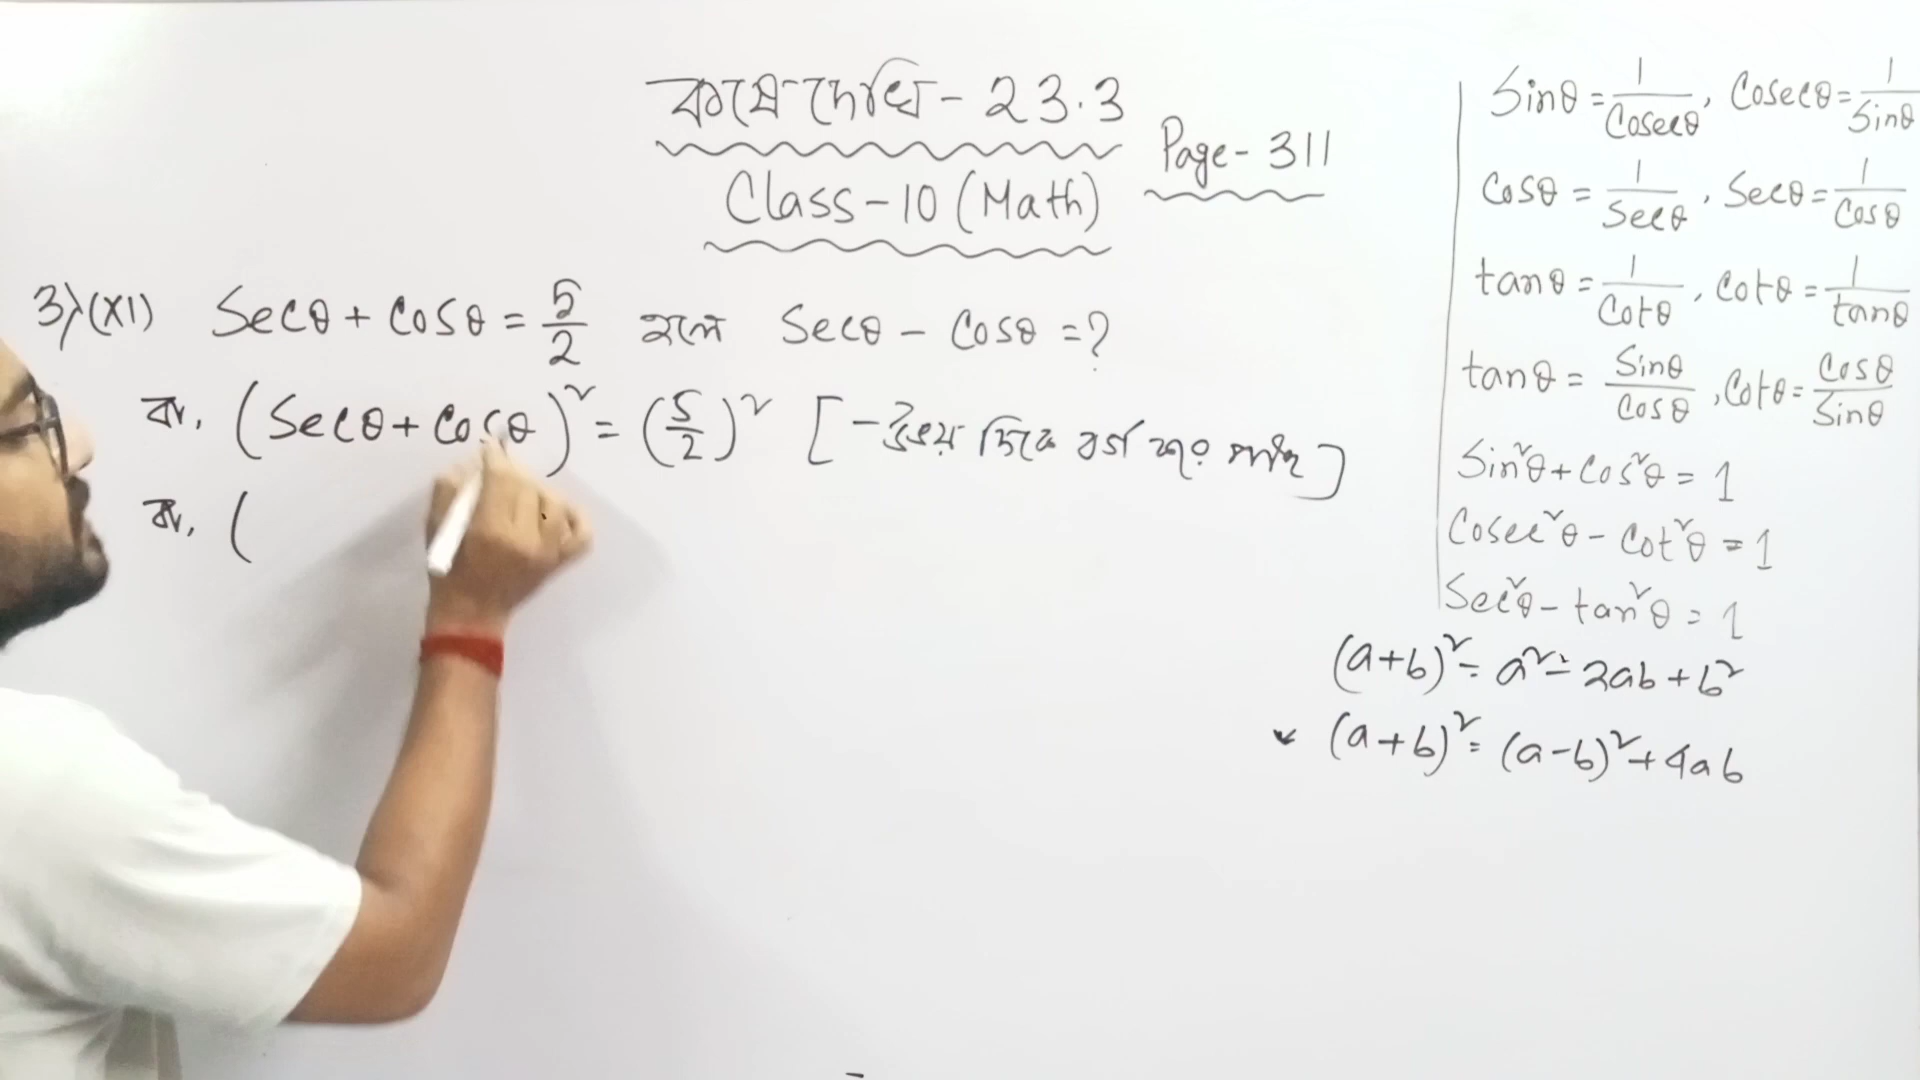 কষে দেখি - 23.3
Page - 311
Class - 10 (Math)
3) (XI) Secθ + Cosθ = 5/2 হলে Secθ - Cosθ = ?
বা, (Secθ + Cosθ)² = (5/2)² [উভয় দিকে বর্গ করে পাই]
বা, (
Sinθ = 1/Cosecθ, Cosecθ = 1/Sinθ
Cosθ = 1/Secθ, Secθ = 1/Cosθ
tanθ = 1/Cotθ, Cotθ = 1/tanθ
tanθ = Sinθ/Cosθ, Cotθ = Cosθ/Sinθ
Sin²θ + Cos²θ = 1
Cosec²θ - Cot²θ = 1
Sec²θ - tan²θ = 1
(a+b)² = a² ± 2ab + b²
(a+b)² = (a-b)² + 4ab